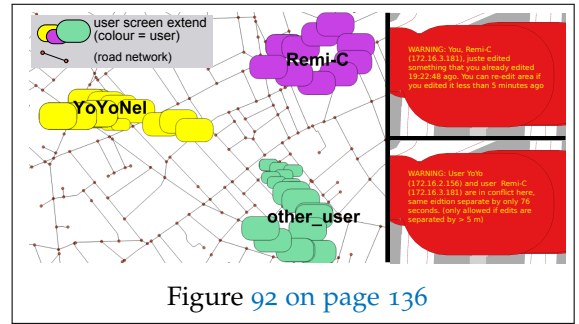 user screen extend
(colour = user)
(road network)
Remi-C
YoYoNel
other_user
WARNING: You, Remi-C
(172.16.3.181), juste edited
something that you already edited
19:22:48 ago. You can re-edit area if
you edited it less than 5 minutes ago
WARNING: User YoYo
(172.16.2.156) and user Remi-C
(172.16.3.181) are in conflict here,
same eidtion separate by only 76
seconds. (only allowed if edits are
separated by > 5 m)
Figure 92 on page 136